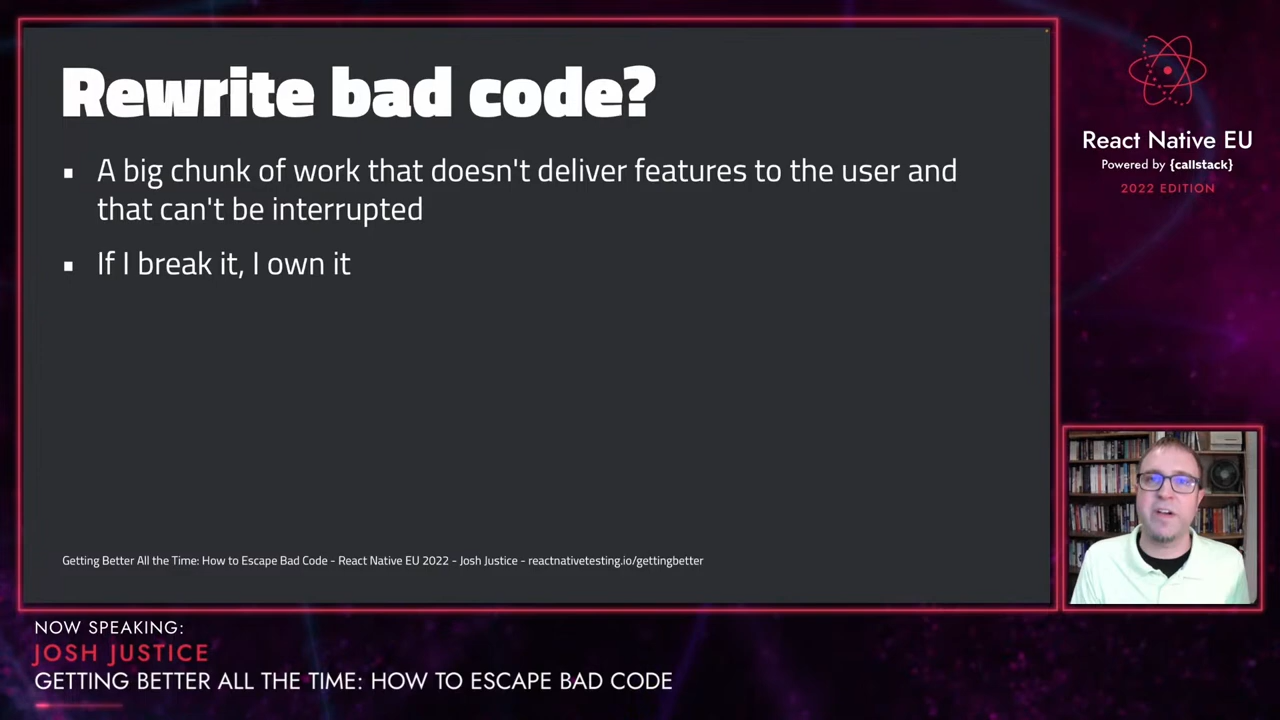 Rewrite bad code?
▪ A big chunk of work that doesn't deliver features to the user and
that can't be interrupted
▪ If I break it, I own it
Getting Better All the Time: How to Escape Bad Code - React Native EU 2022 - Josh Justice - reactnativetesting.io/gettingbetter
React Native EU
Powered by {callstack}
2022 EDITION
NOW SPEAKING:
JOSH JUSTICE
GETTING BETTER ALL THE TIME: HOW TO ESCAPE BAD CODE